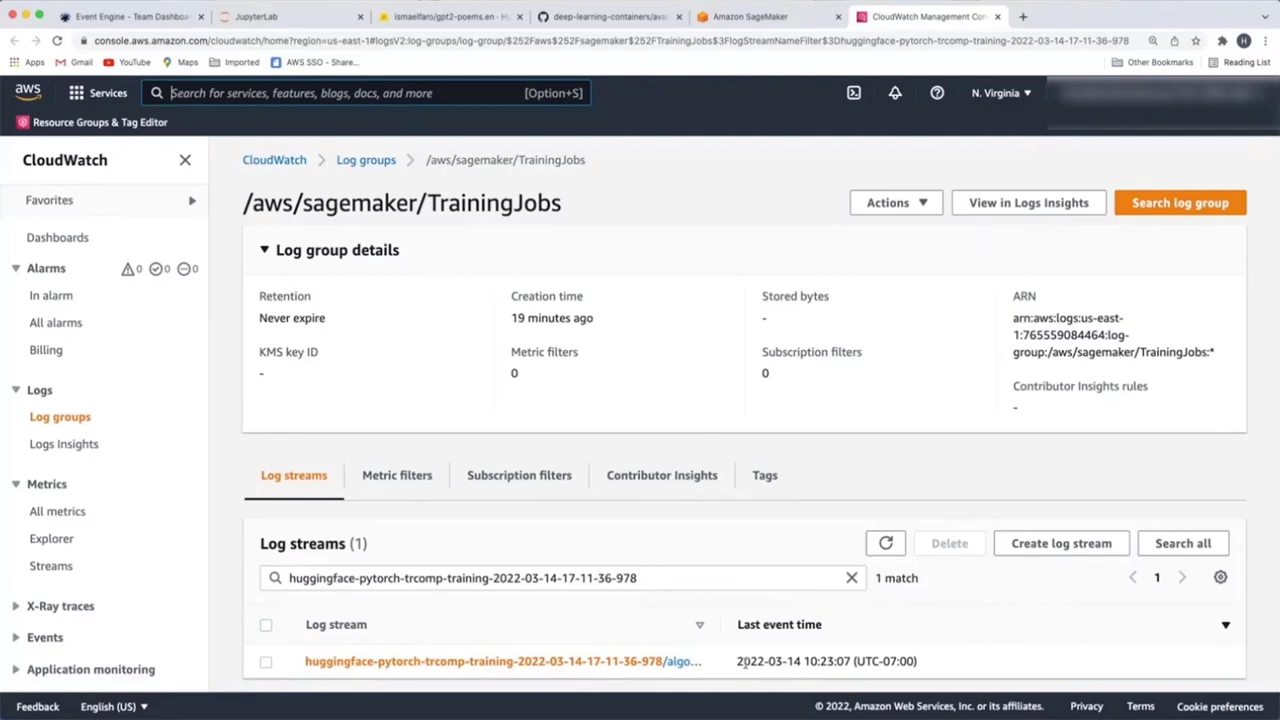 Event Engine - Team Dashboa
JupyterLab
ismaelfaro/gpt2-poems.en - H
deep-learning-containers/ava
Amazon SageMaker
CloudWatch Management Con
console.aws.amazon.com/cloudwatch/home?region=us-east-1#logsV2:log-groups/log-group/$252Faws$252Fsagemaker$252FTrainingJobs$3FlogStreamNameFilter$3Dhuggingface-pytorch-trcomp-training-2022-03-14-17-11-36-978
H
Apps
Gmail
YouTube
Maps
Imported
AWS SSO - Share...
Other Bookmarks
Reading List
aws
Services
Search for services, features, blogs, docs, and more
[Option+S]
N. Virginia
Resource Groups & Tag Editor
CloudWatch
Favorites
Dashboards
Alarms
0
0
0
In alarm
All alarms
Billing
Logs
Log groups
Logs Insights
Metrics
All metrics
Explorer
Streams
X-Ray traces
Events
Application monitoring
CloudWatch
Log groups
/aws/sagemaker/TrainingJobs
/aws/sagemaker/TrainingJobs
Actions
View in Logs Insights
Search log group
Log group details
Retention
Never expire
KMS key ID
-
Creation time
19 minutes ago
Metric filters
0
Stored bytes
-
Subscription filters
0
ARN
arn:aws:logs:us-east-
1:765559084464:log-
group:/aws/sagemaker/TrainingJobs:*
Contributor Insights rules
-
Log streams
Metric filters
Subscription filters
Contributor Insights
Tags
Log streams (1)
Delete
Create log stream
Search all
huggingface-pytorch-trcomp-training-2022-03-14-17-11-36-978
1 match
1
Log stream
Last event time
huggingface-pytorch-trcomp-training-2022-03-14-17-11-36-978/algo...
2022-03-14 10:23:07 (UTC-07:00)
Feedback
English (US)
© 2022, Amazon Web Services, Inc. or its affiliates.
Privacy
Terms
Cookie preferences